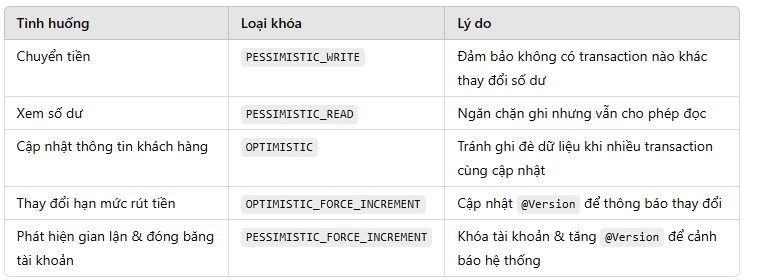 Tình huống Loại khóa Lý do
Chuyển tiền PESSIMISTIC_WRITE Đảm bảo không có transaction nào khác
thay đổi số dư
Xem số dư PESSIMISTIC_READ Ngăn chặn ghi nhưng vẫn cho phép đọc
Cập nhật thông tin khách hàng OPTIMISTIC Tránh ghi đè dữ liệu khi nhiều transaction
cùng cập nhật
Thay đổi hạn mức rút tiền OPTIMISTIC_FORCE_INCREMENT Cập nhật @Version để thông báo thay đổi
Phát hiện gian lận & đóng băng PESSIMISTIC_FORCE_INCREMENT Khóa tài khoản & tăng @Version để cảnh
tài khoản báo hệ thống